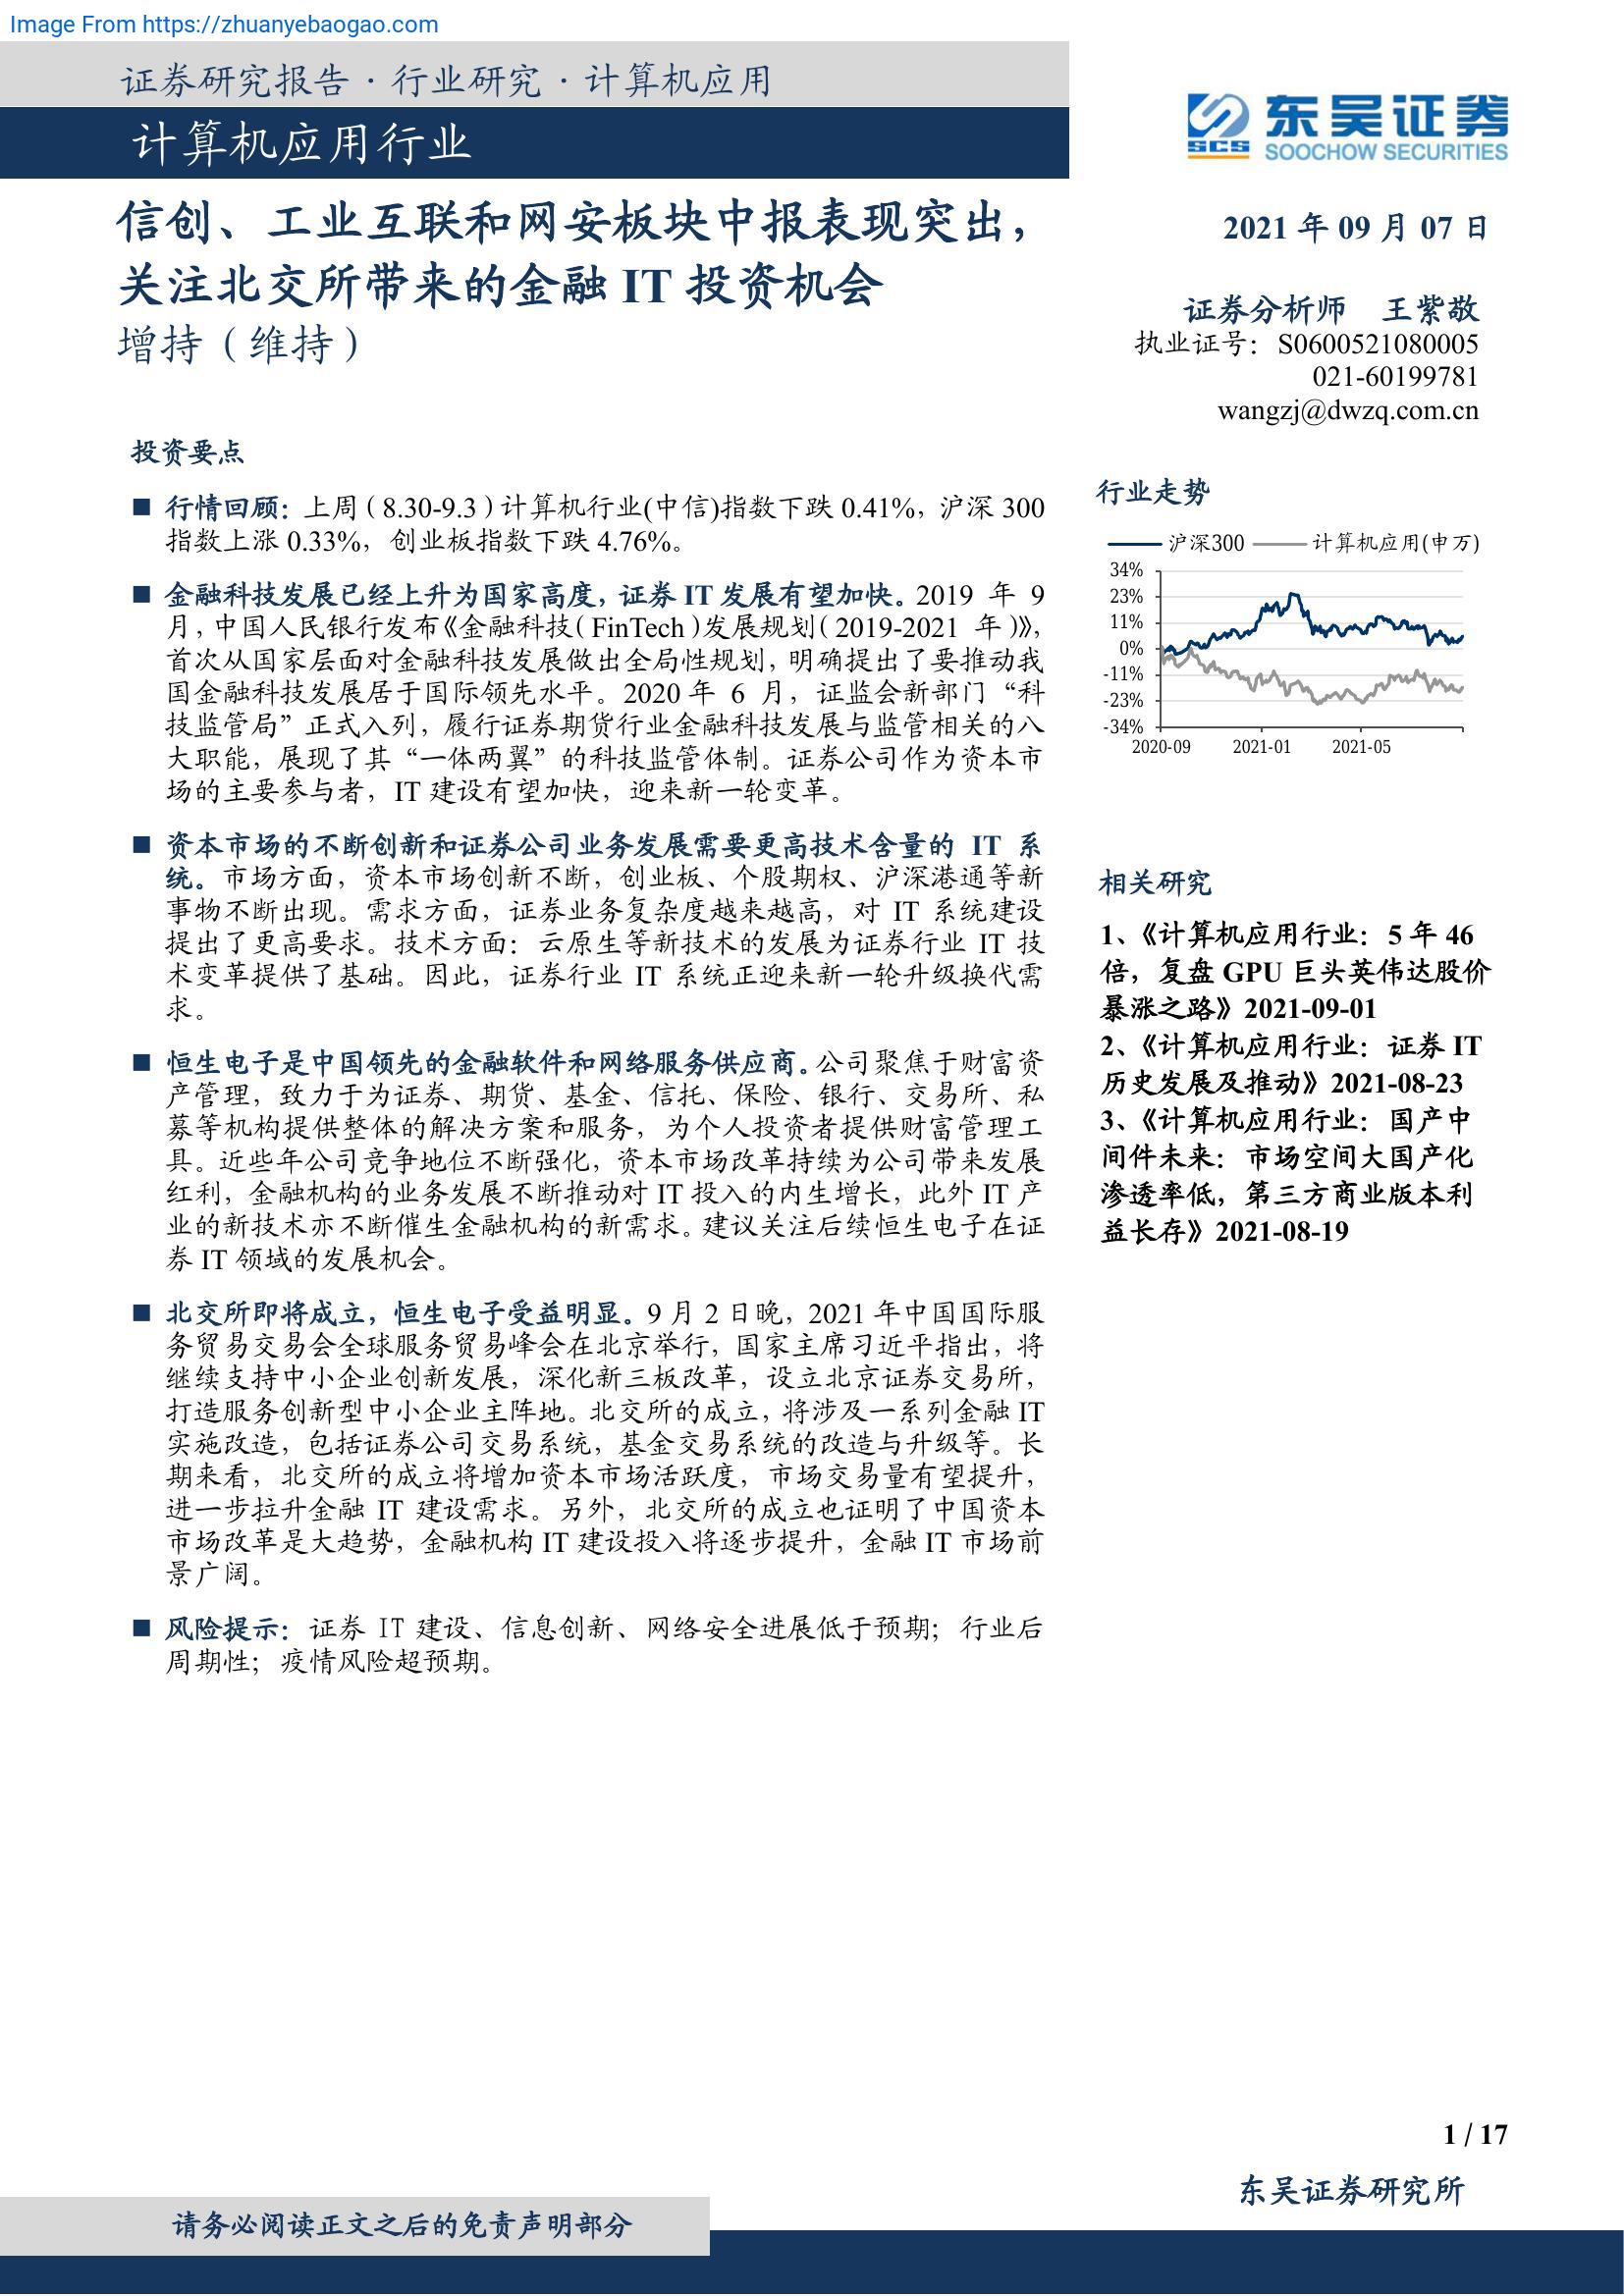 Image From https://zhuanyebaogao.com
证券研究报告·行业研究·计算机应用
计算机应用行业
东吴证券
SCS
SOOCHOW SECURITIES
信创、工业互联和网安板块中报表现突出，
关注北交所带来的金融 IT 投资机会
增持（维持）
2021 年 09 月 07 日
证券分析师 王紫敬
执业证号：S0600521080005
021-60199781
wangzj@dwzq.com.cn
投资要点
■ 行情回顾：上周（8.30-9.3）计算机行业(中信)指数下跌 0.41%，沪深 300
指数上涨 0.33%，创业板指数下跌 4.76%。
■ 金融科技发展已经上升为国家高度，证券 IT 发展有望加快。2019 年 9
月，中国人民银行发布《金融科技（FinTech）发展规划（2019-2021 年）》，
首次从国家层面对金融科技发展做出全局性规划，明确提出了要推动我
国金融科技发展居于国际领先水平。2020 年 6 月，证监会新部门“科
技监管局”正式入列，履行证券期货行业金融科技发展与监管相关的八
大职能，展现了其“一体两翼”的科技监管体制。证券公司作为资本市
场的主要参与者，IT 建设有望加快，迎来新一轮变革。
■ 资本市场的不断创新和证券公司业务发展需要更高技术含量的 IT 系
统。市场方面，资本市场创新不断，创业板、个股期权、沪深港通等新
事物不断出现。需求方面，证券业务复杂度越来越高，对 IT 系统建设
提出了更高要求。技术方面：云原生等新技术的发展为证券行业 IT 技
术变革提供了基础。因此，证券行业 IT 系统正迎来新一轮升级换代需
求。
■ 恒生电子是中国领先的金融软件和网络服务供应商。公司聚焦于财富资
产管理，致力于为证券、期货、基金、信托、保险、银行、交易所、私
募等机构提供整体的解决方案和服务，为个人投资者提供财富管理工
具。近些年公司竞争地位不断强化，资本市场改革持续为公司带来发展
红利，金融机构的业务发展不断推动对 IT 投入的内生增长，此外 IT 产
业的新技术亦不断催生金融机构的新需求。建议关注后续恒生电子在证
券 IT 领域的发展机会。
■ 北交所即将成立，恒生电子受益明显。9 月 2 日晚，2021 年中国国际服
务贸易交易会全球服务贸易峰会在北京举行，国家主席习近平指出，将
继续支持中小企业创新发展，深化新三板改革，设立北京证券交易所，
打造服务创新型中小企业主阵地。北交所的成立，将涉及一系列金融 IT
实施改造，包括证券公司交易系统，基金交易系统的改造与升级等。长
期来看，北交所的成立将增加资本市场活跃度，市场交易量有望提升，
进一步拉升金融 IT 建设需求。另外，北交所的成立也证明了中国资本
市场改革是大趋势，金融机构 IT 建设投入将逐步提升，金融 IT 市场前
景广阔。
■ 风险提示：证券 IT 建设、信息创新、网络安全进展低于预期；行业后
周期性；疫情风险超预期。
行业走势
沪深300 计算机应用(申万)
34%
23%
11%
0%
-11%
-23%
-34%
2020-09 2021-01 2021-05
相关研究
1、《计算机应用行业：5 年 46
倍，复盘 GPU 巨头英伟达股价
暴涨之路》2021-09-01
2、《计算机应用行业：证券 IT
历史发展及推动》2021-08-23
3、《计算机应用行业：国产中
间件未来：市场空间大国产化
渗透率低，第三方商业版本利
益长存》2021-08-19
1 / 17
东吴证券研究所
请务必阅读正文之后的免责声明部分